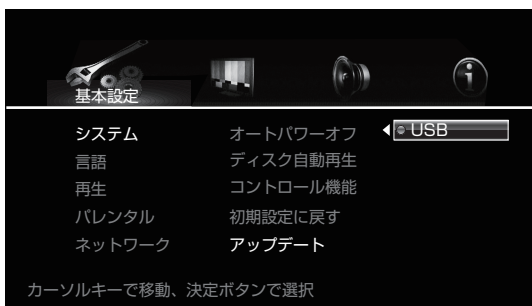 基本設定
システム オートパワーオフ USB
言語 ディスク自動再生
再生 コントロール機能
パレンタル 初期設定に戻す
ネットワーク アップデート
カーソルキーで移動、決定ボタンで選択